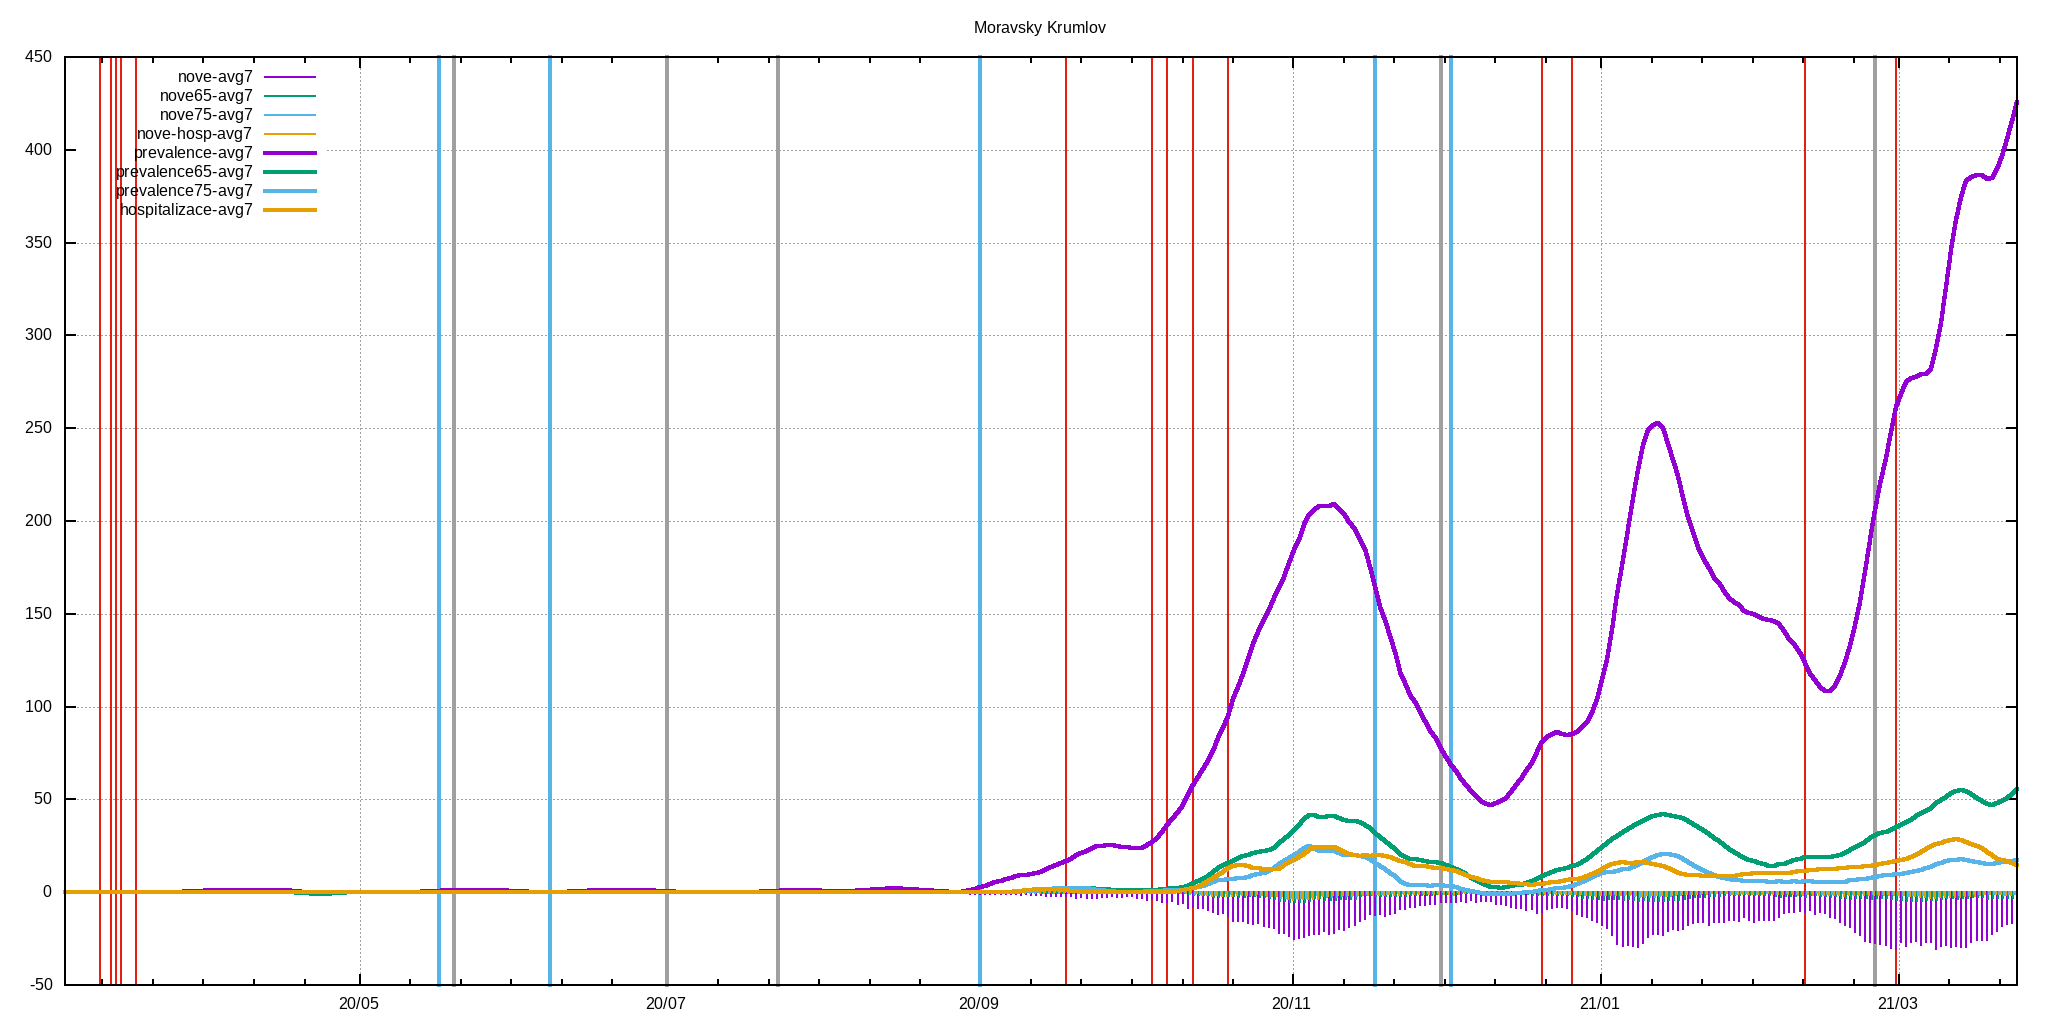 Moravsky Krumlov
450
400
350
300
250
200
150
100
50
0
-50
nove-avg7
nove65-avg7
nove75-avg7
nove-hosp-avg7
prevalence-avg7
prevalence65-avg7
prevalence75-avg7
hospitalizace-avg7
20/05
20/07
20/09
20/11
21/01
21/03